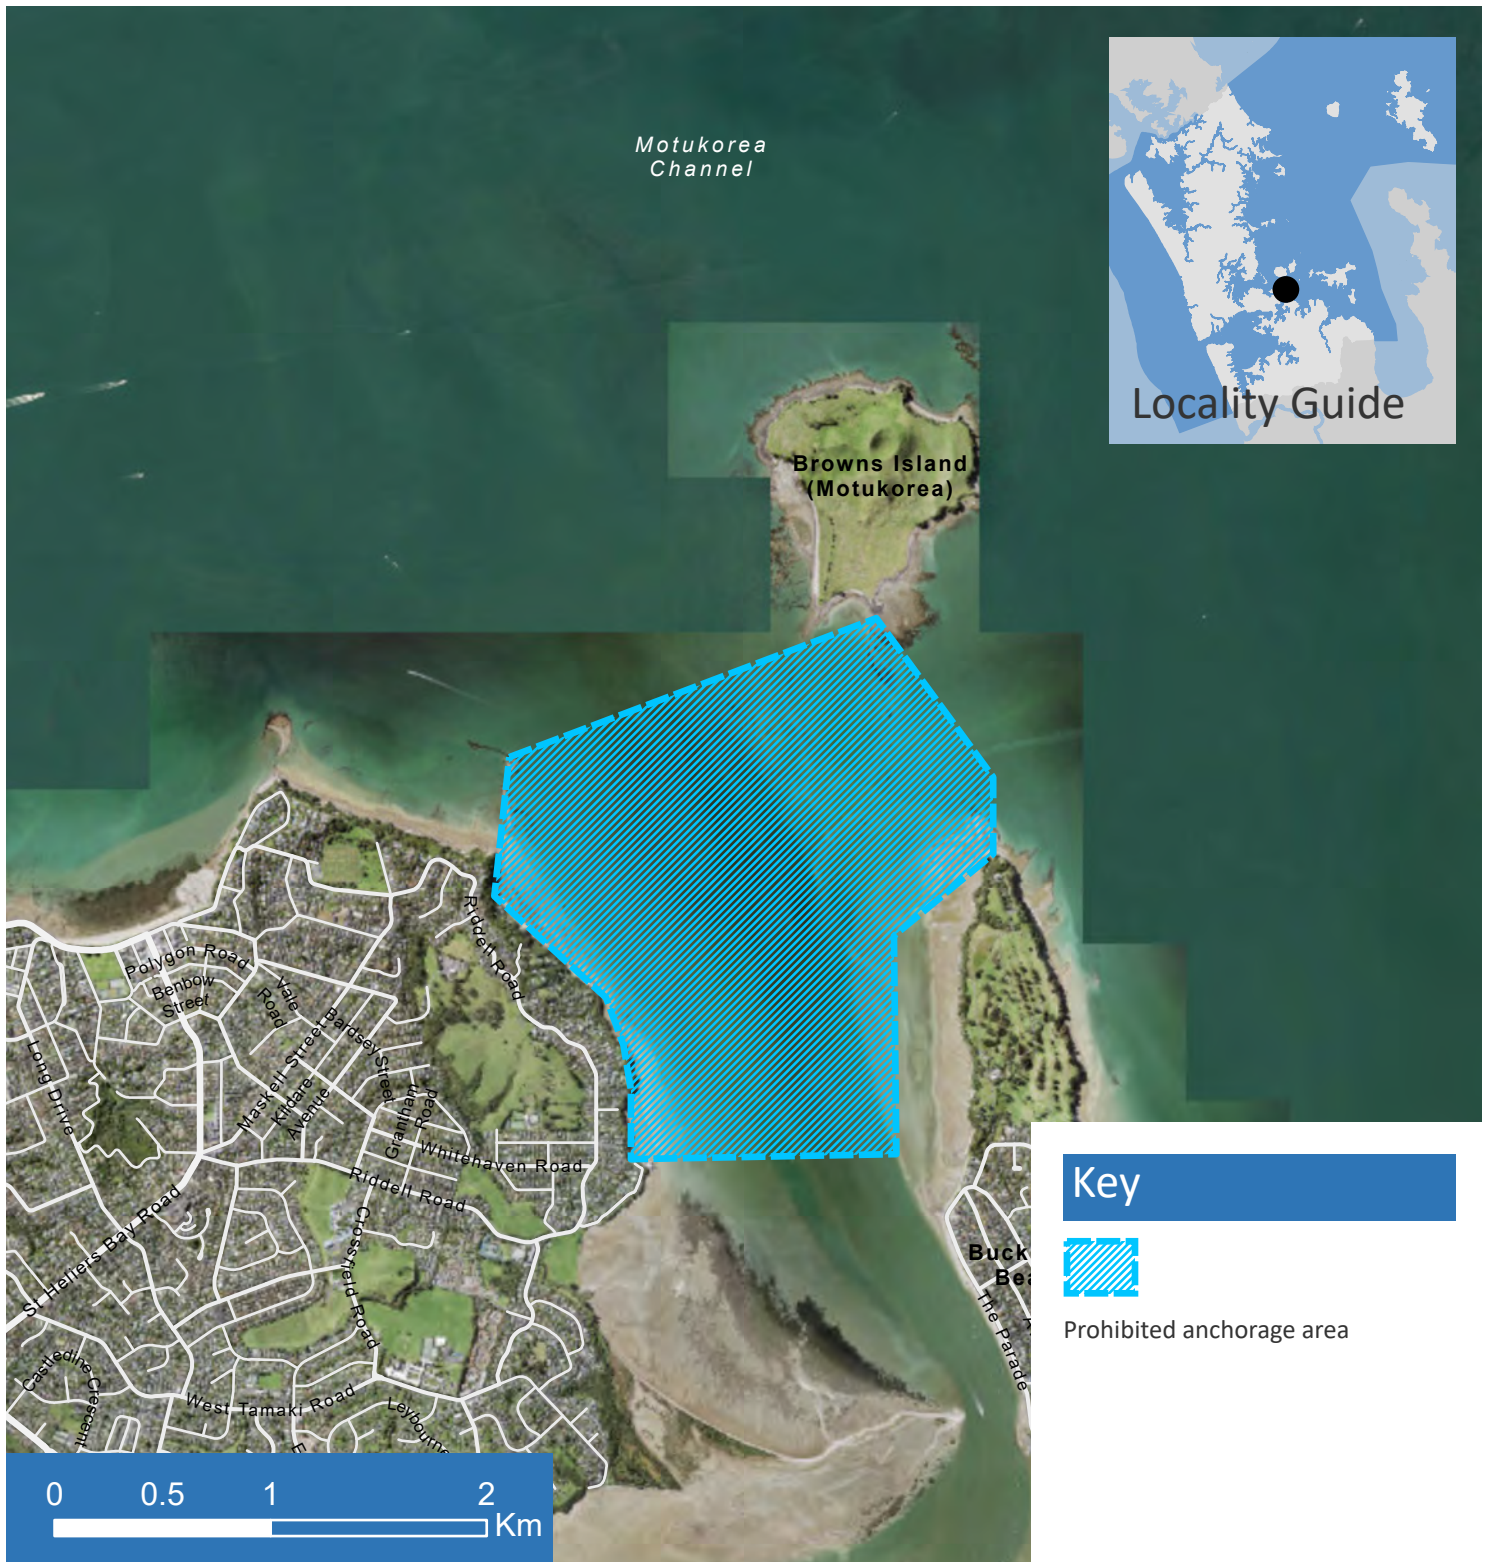 Motukorea
Channel
Locality Guide
Browns Island
(Motukorea)
Riddell Road
Polygon Road
Benbow
Street
Vale
Road
Bardsey Street
Maskell Street
Kildare
Avenue
Grantham
Road
Long Drive
Whitehaven Road
Riddell Road
St Heliers Bay Road
Crossfield Road
Buck
Bea
The Parade
A
Castledine Crescent
West Tamaki Road
Leybourne
E
Key
Prohibited anchorage area
0 0.5 1 2
Km